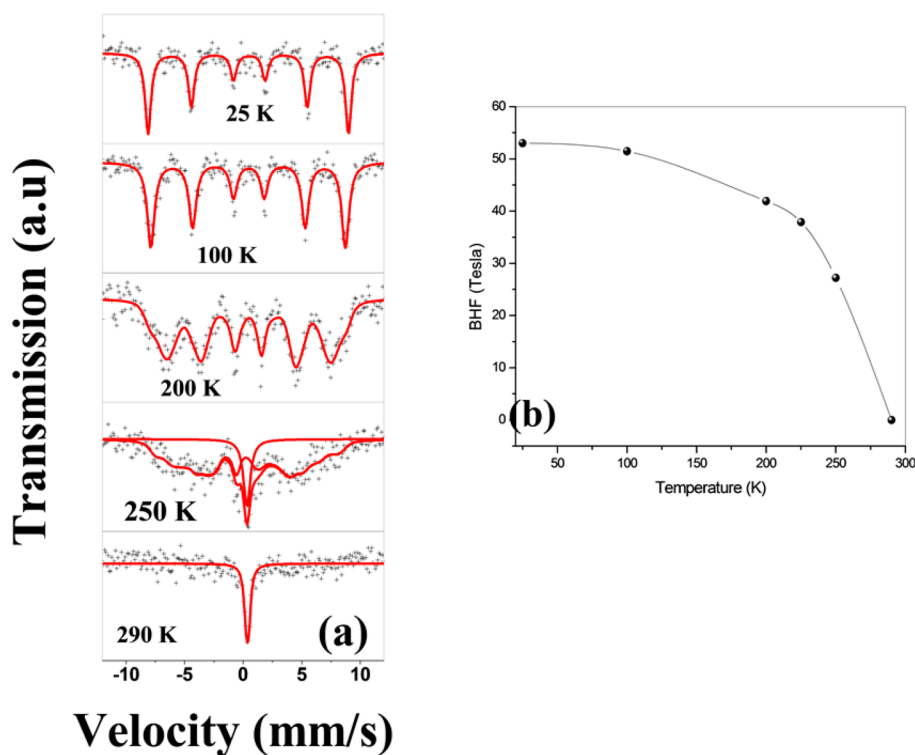 Transmission (a.u)
25 K
100 K
200 K
250 K
290 K
(a)
-10 -5 0 5 10
Velocity (mm/s)
60
50
40
30
20
10
0
BHF (Tesla)
(b)
50 100 150 200 250 300
Temperature (K)